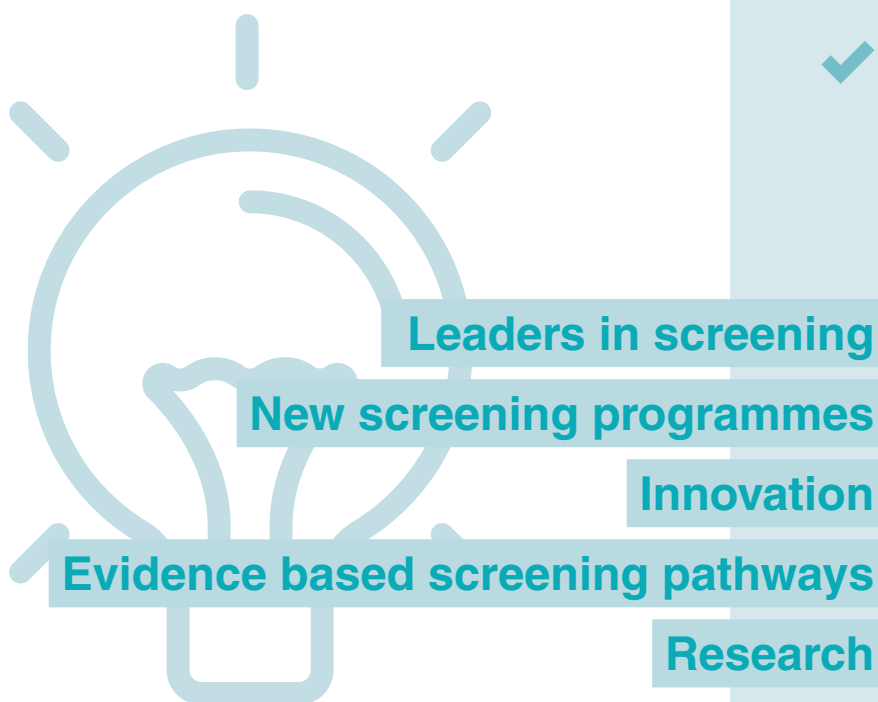 Leaders in screening
New screening programmes
Innovation
Evidence based screening pathways
Research